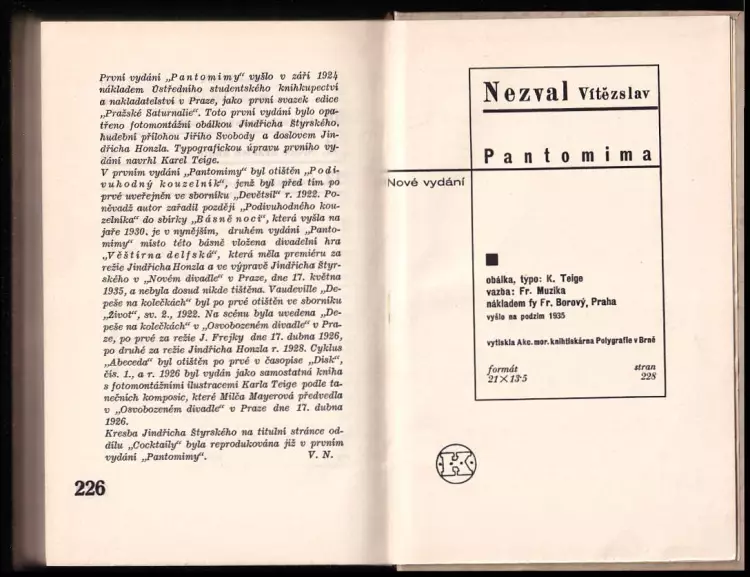 První vydání „Pantomimy“ vyšlo v září 1924
nákladem Ústředního studentského knihkupectví
a nakladatelství v Praze, jako první svazek edice
„Pražské Saturnalie“. Toto první vydání bylo opa-
třeno fotomontážní obálkou Jindřicha Štyrského,
hudební přílohou Jiřího Svobody a doslovem Jin-
dřicha Honzla. Typografickou úpravu prvního vy-
dání navrhl Karel Teige.
V prvním vydání „Pantomimy“ byl otištěn „Podi-
vuhodný kouzelník“, jenž byl před tím po
prvé uveřejněn ve sborníku „Devětsil“ r. 1922. Po-
něvadž autor zařadil později „Podivuhodného kou-
zelníka“ do sbírky „Básně noci“, která vyšla na
jaře 1930, je v nynějším, druhém vydání „Panto-
mimy“ místo této básně vložena divadelní hra
„Věštírna delfská“, která měla premiéru za
režie Jindřicha Honzla a ve výpravě Jindřicha Štyr-
ského v „Novém divadle“ v Praze, dne 17. května
1935, a nebyla dosud nikde tištěna. Vaudeville „De-
peše na kolečkách“ byl po prvé otištěn ve sborníku
„Život“, sv. 2., 1922. Na scénu byla uvedena „De-
peše na kolečkách“ v „Osvobozeném divadle“ v Pra-
ze, po prvé za režie J. Frejky dne 17. dubna 1926,
po druhé za režie Jindřicha Honzla r. 1928. Cyklus
„Abeceda“ byl otištěn po prvé v časopise „Disk“,
čís. 1., a r. 1926 byl vydán jako samostatná kniha
s fotomontážními ilustracemi Karla Teige podle ta-
nečních komposic, které Milča Mayerová předvedla
v „Osvobozeném divadle“ v Praze dne 17. dubna
1926.
Kresba Jindřicha Štyrského na titulní stránce od-
dílu „Cocktaily“ byla reprodukována již v prvním
vydání „Pantomimy“. V. N.
226
Nezval Vítězslav
Pantomima
Nové vydání
obálka, typo: K. Teige
vazba: Fr. Muzika
nákladem fy Fr. Borový, Praha
vyšlo na podzim 1935
vytiskla Akc. mor. knihtiskárna Polygrafie v Brně
formát stran
21×13·5 228